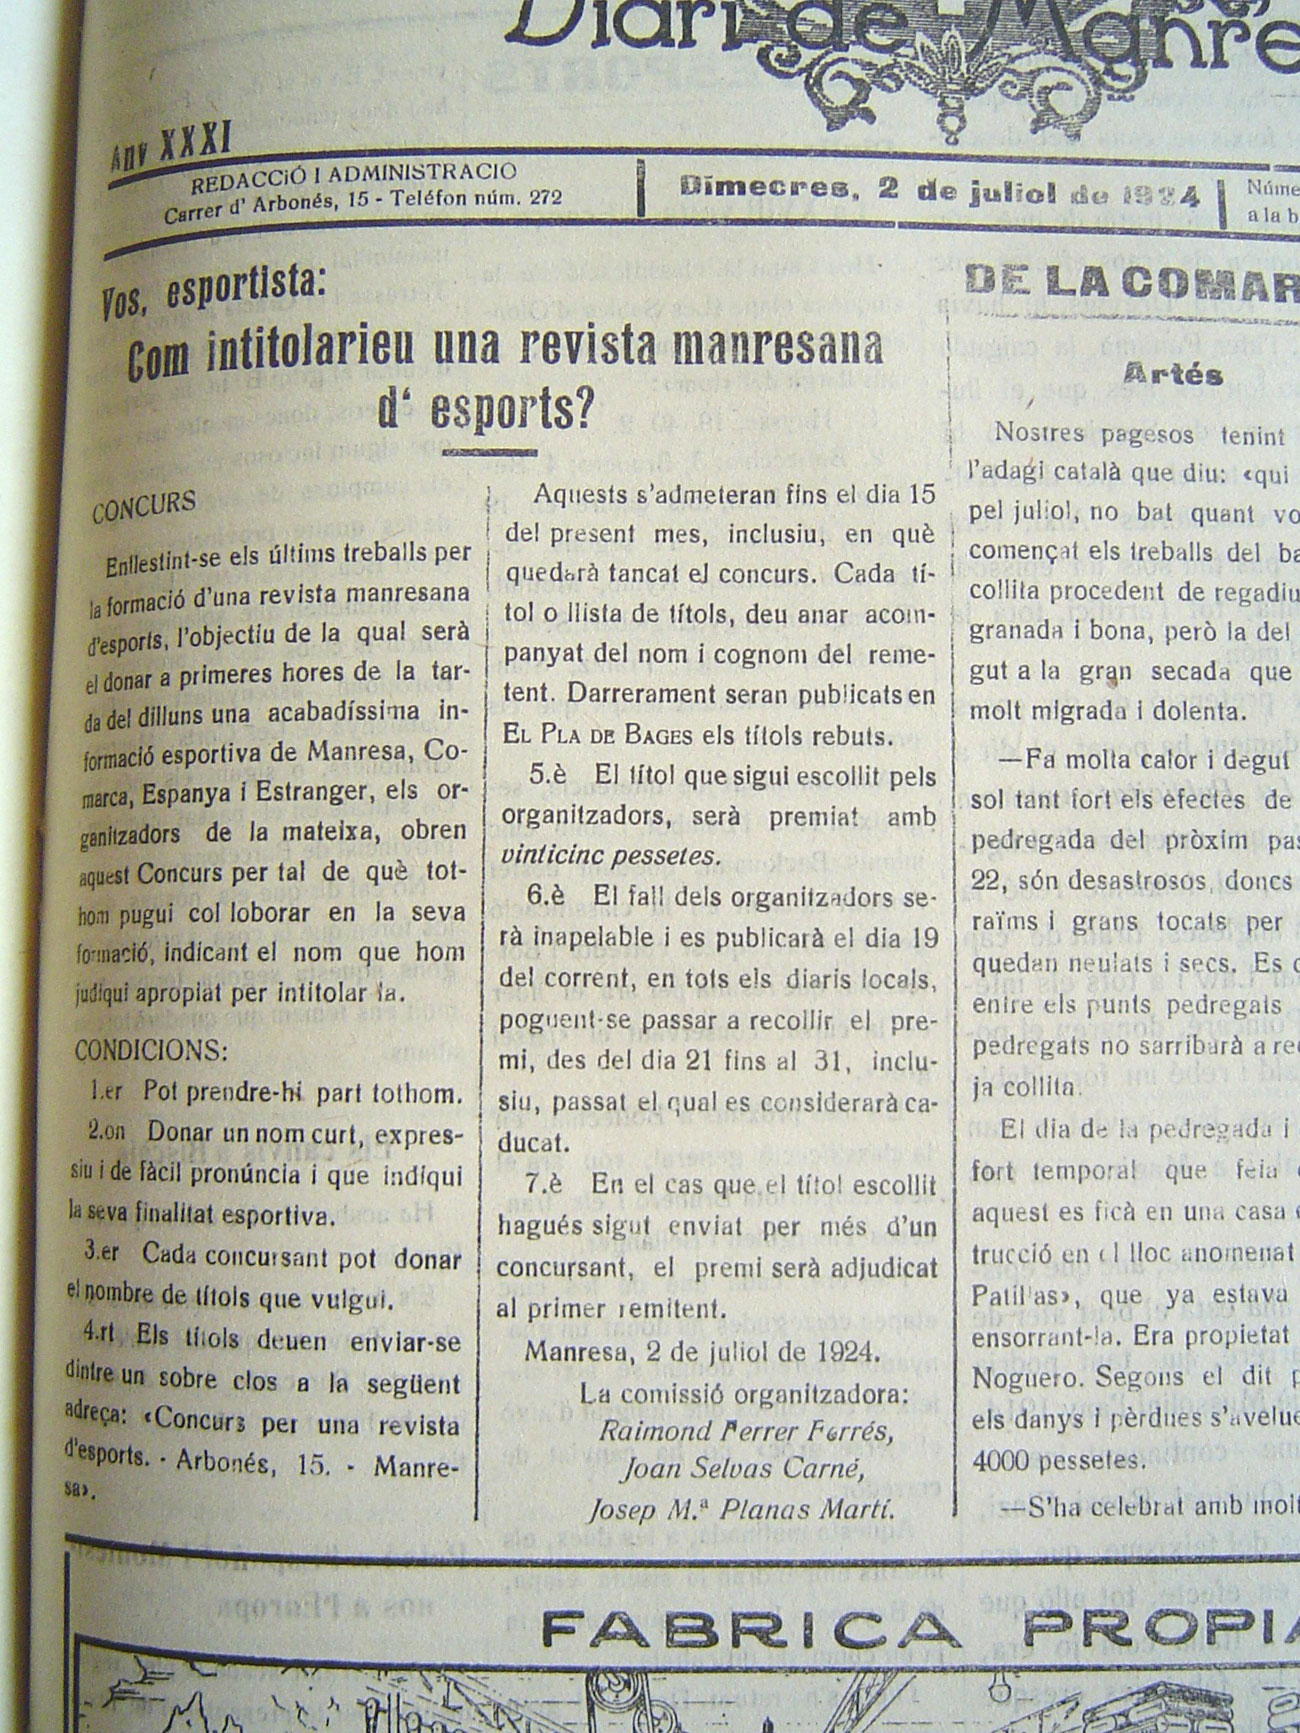 Diari de Manre
Any XXXI
REDACCIÓ I ADMINISTRACIO
Carrer d' Arbonés, 15 - Teléfon núm. 272
Dimecres, 2 de juliol de 1924
Núme
a la b
Vos, esportista:
Com intitolarieu una revista manresana
d' esports?
CONCURS
Enllestint-se els últims treballs per
la formació d'una revista manresana
d'esports, l'objectiu de la qual serà
el donar a primeres hores de la tar-
da del dilluns una acabadíssima in-
formació esportiva de Manresa, Co-
marca, Espanya i Estranger, els or-
ganitzadors de la mateixa, obren
aquest Concurs per tal de què tot-
hom pugui col loborar en la seva
formació, indicant el nom que hom
judiqui apropiat per intitolar la.
CONDICIONS:
1.er Pot prendre-hi part tothom.
2.on Donar un nom curt, expres-
siu i de fàcil pronúncia i que indiqui
la seva finalitat esportiva.
3.er Cada concursant pot donar
el nombre de títols que vulgui.
4.rt Els títols deuen enviar-se
dintre un sobre clos a la següent
adreça: «Concurs per una revista
d'esports. - Arbonés, 15. - Manre-
sa».
Aquests s'admeteran fins el dia 15
del present mes, inclusiu, en què
quedarà tancat el concurs. Cada tí-
tol o llista de títols, deu anar acom-
panyat del nom i cognom del reme-
tent. Darrerament seran publicats en
EL PLA DE BAGES els títols rebuts.
5.è El títol que sigui escollit pels
organitzadors, serà premiat amb
vinticinc pessetes.
6.è El fall dels organitzadors se-
rà inapelable i es publicarà el dia 19
del corrent, en tots els diaris locals,
poguent-se passar a recollir el pre-
mi, des del dia 21 fins al 31, inclu-
siu, passat el qual es considerarà ca-
ducat.
7.è En el cas que el títol escollit
hagués sigut enviat per més d'un
concursant, el premi serà adjudicat
al primer remitent.
Manresa, 2 de juliol de 1924.
La comissió organitzadora:
Raimond Ferrer Ferrés,
Joan Selvas Carné,
Josep M.ª Planas Martí.
DE LA COMAR
Artés
Nostres pagesos tenint
l'adagi català que diu: «qui
pel juliol, no bat quant vo
començat els treballs del ba
collita procedent de regadiu
granada i bona, però la del
gut a la gran secada que
molt migrada i dolenta.
—Fa molta calor i degut
sol tant fort els efectes de
pedregada del pròxim pas
22, són desastrosos, doncs
raïms i grans tocats per
quedan neulats i secs. Es c
entre els punts pedregats
pedregats no sarribarà a rec
ja collita.
El dia de la pedregada i
fort temporal que feia
aquest es ficà en una casa
trucció en el lloc anomenat
Patillas», que ya estava
ensorrant-la. Era propietat
Noguero. Segons el dit p
els danys i pèrdues s'avelue
4000 pessetes.
—S'ha celebrat amb molt
FABRICA PROPIA